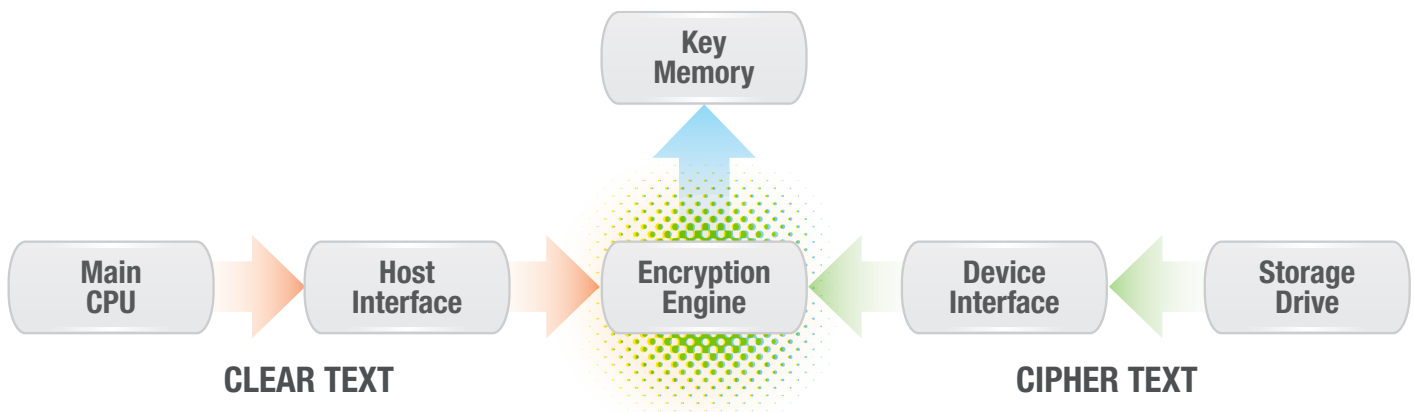 Key
Memory
Main
CPU
Host
Interface
Encryption
Engine
Device
Interface
Storage
Drive
CLEAR TEXT
CIPHER TEXT